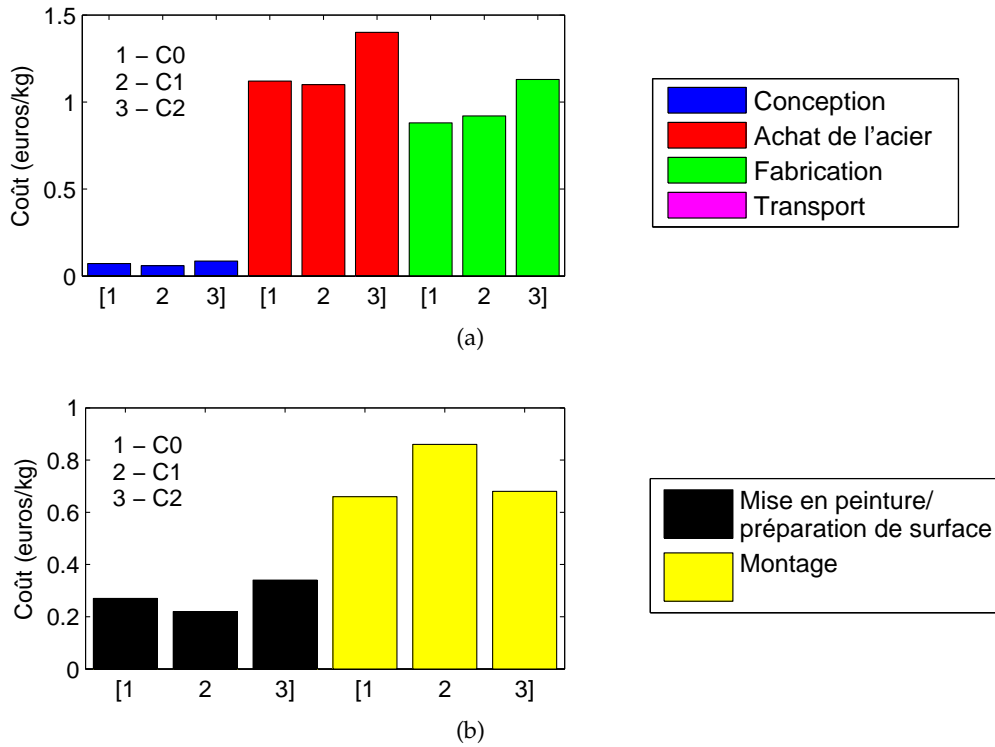 1.5
1
0.5
0
Coût (euros/kg)
1 – C0
2 – C1
3 – C2
[1 2 3] [1 2 3] [1 2 3]
Conception
Achat de l'acier
Fabrication
Transport
(a)
1
0.8
0.6
0.4
0.2
0
Coût (euros/kg)
1 – C0
2 – C1
3 – C2
[1 2 3] [1 2 3]
Mise en peinture/
préparation de surface
Montage
(b)